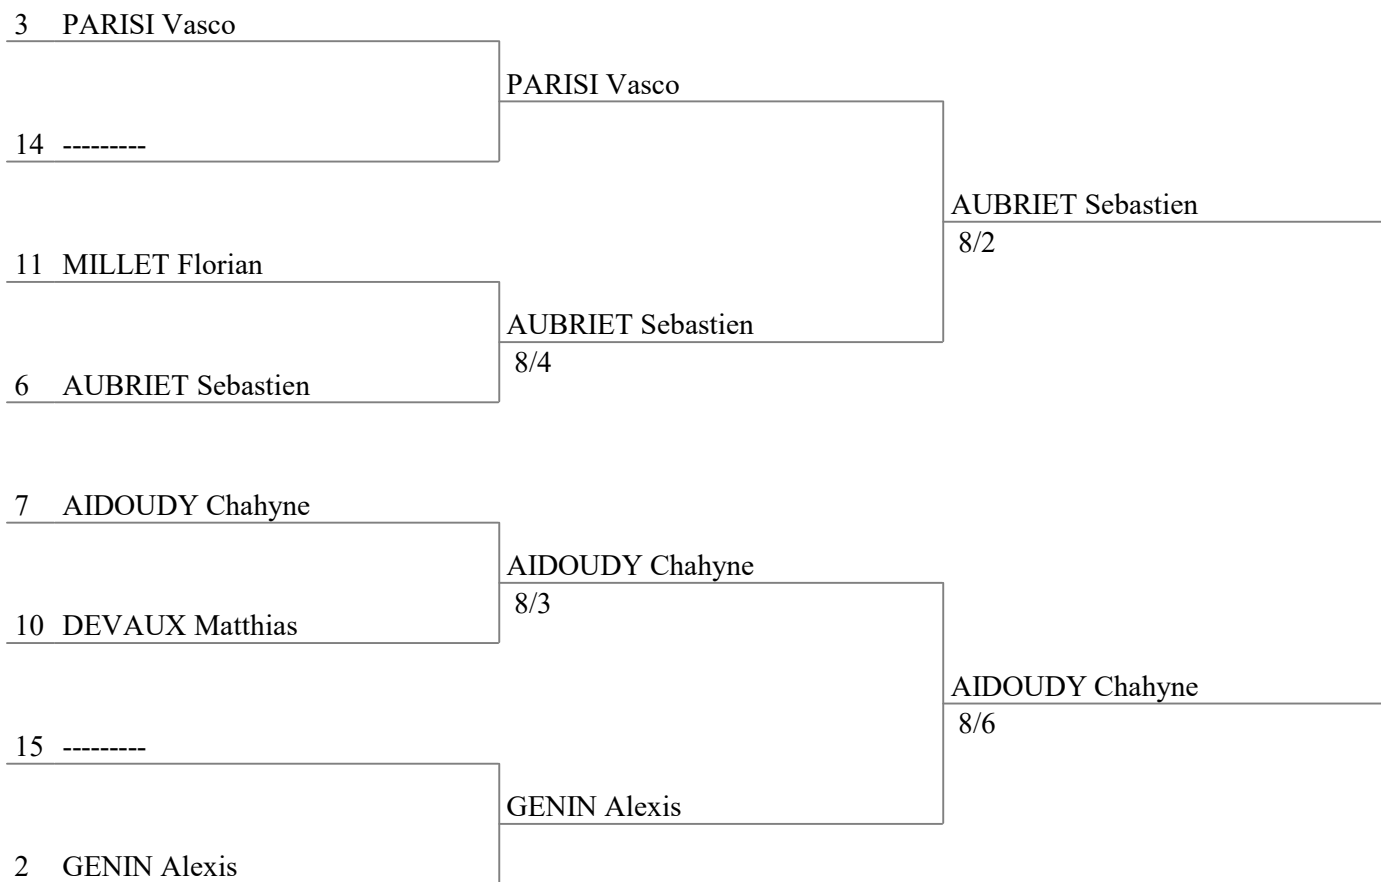 3 PARISI Vasco
PARISI Vasco
14 ---------
AUBRIET Sebastien
8/2
11 MILLET Florian
AUBRIET Sebastien
8/4
6 AUBRIET Sebastien
7 AIDOUDY Chahyne
AIDOUDY Chahyne
8/3
10 DEVAUX Matthias
AIDOUDY Chahyne
8/6
15 ---------
GENIN Alexis
2 GENIN Alexis